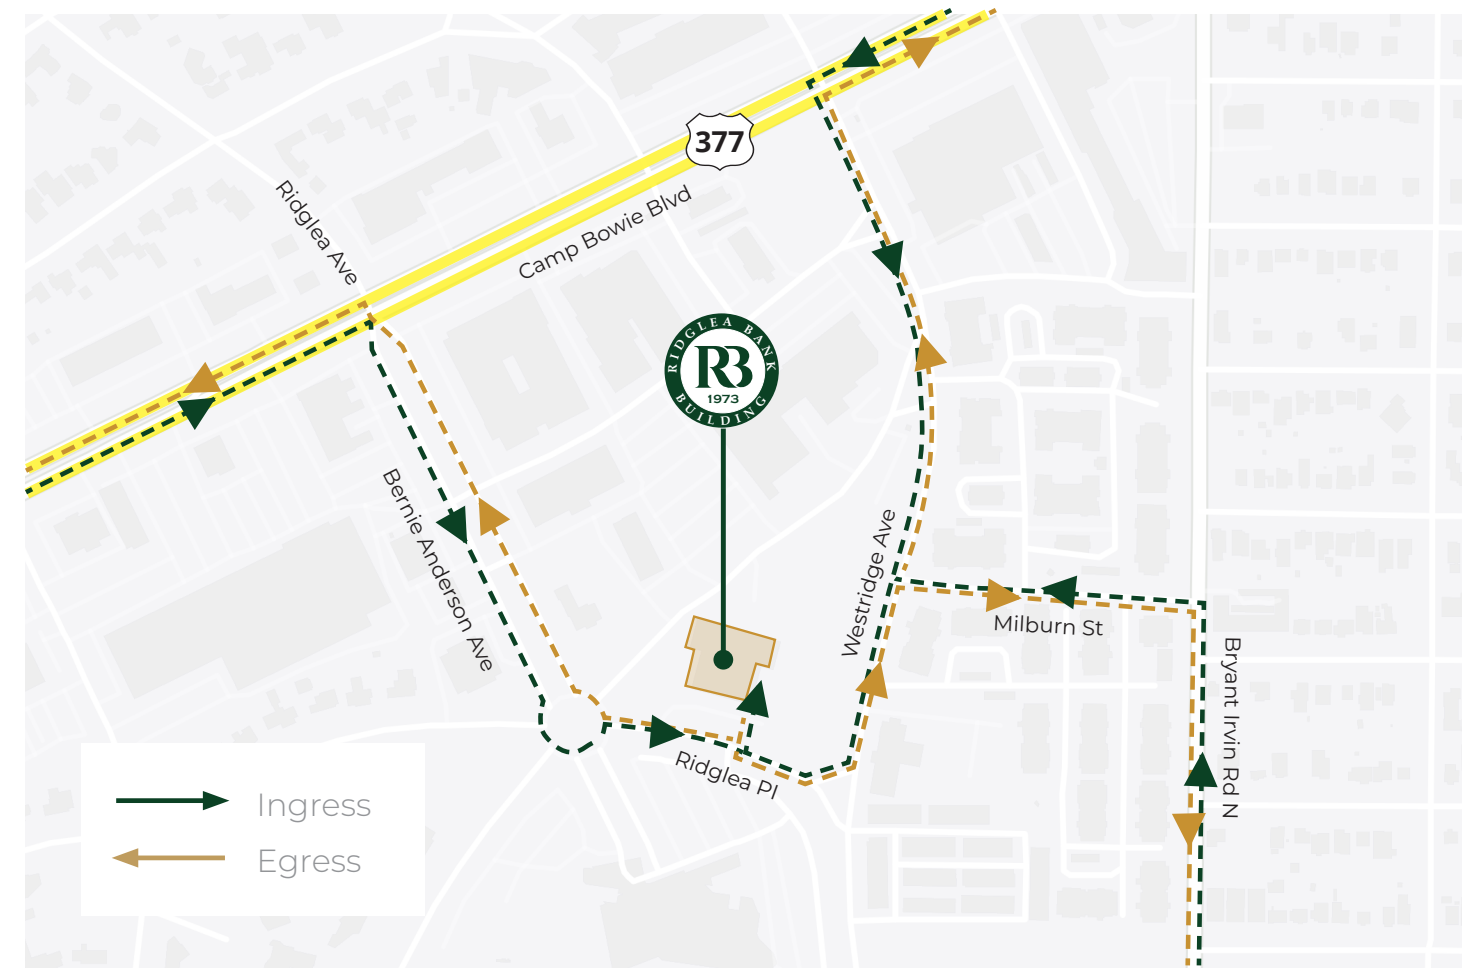 377
Ridglea Ave
Camp Bowie Blvd
RIDGLEA BANK
RB
1973
BUILDING
Bernie Anderson Ave
Westridge Ave
Milburn St
Bryant Irvin Rd N
Ridglea Pl
Ingress
Egress